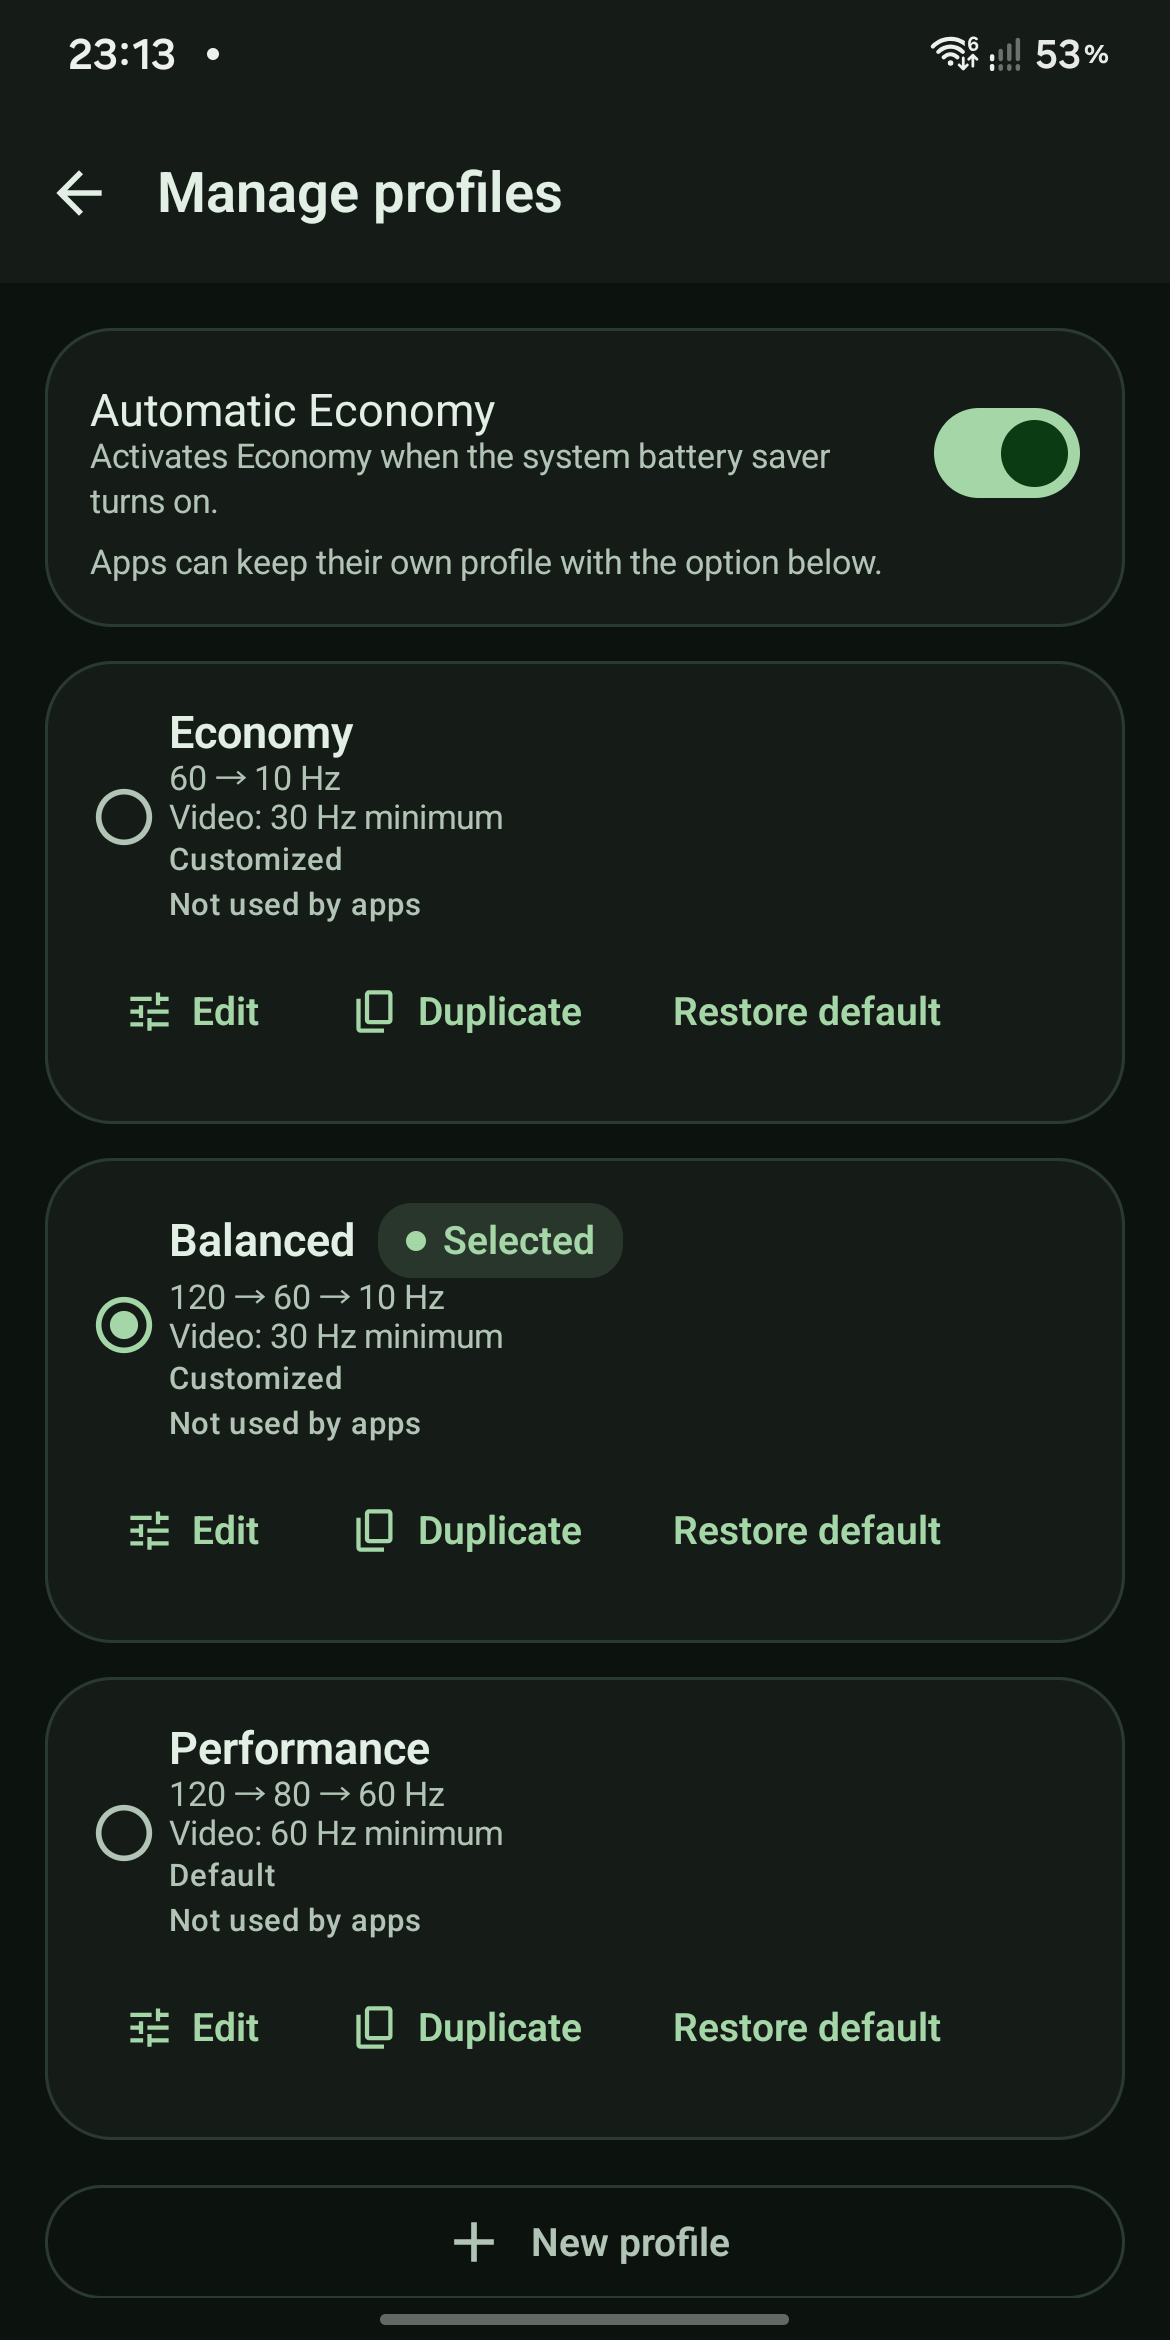 23:13
6
53%
Manage profiles
Automatic Economy
Activates Economy when the system battery saver
turns on.
Apps can keep their own profile with the option below.
Economy
60 → 10 Hz
Video: 30 Hz minimum
Customized
Not used by apps
Edit Duplicate Restore default
Balanced • Selected
120 → 60 → 10 Hz
Video: 30 Hz minimum
Customized
Not used by apps
Edit Duplicate Restore default
Performance
120 → 80 → 60 Hz
Video: 60 Hz minimum
Default
Not used by apps
Edit Duplicate Restore default
+ New profile